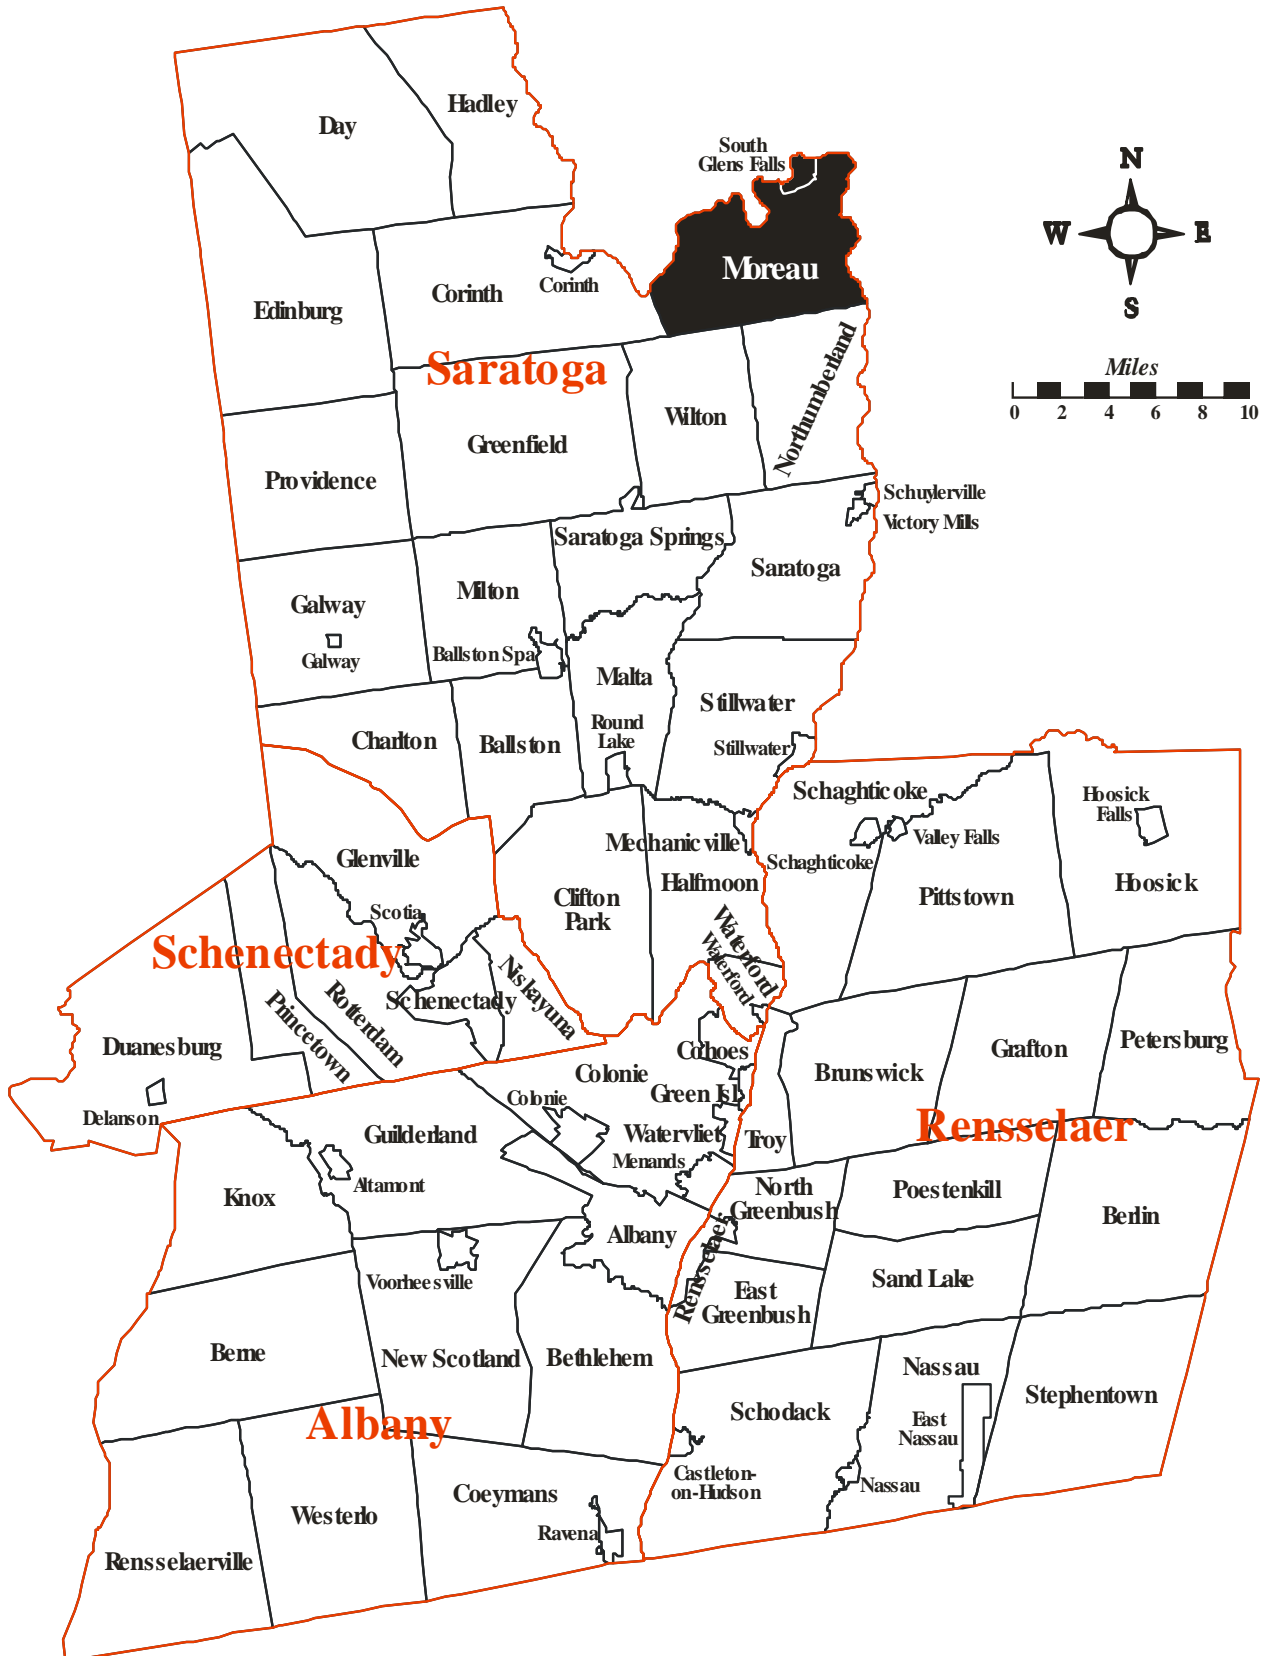 Hadley
Day
South
Glens Falls
N
W
E
S
Moreau
Corinth
Corinth
Edinburg
Miles
0 2 4 6 8 10
Saratoga
Northumberland
Wilton
Greenfield
Providence
Schuylerville
Victory Mills
Saratoga Springs
Saratoga
Milton
Galway
Galway
Ballston Spa
Malta
Stillwater
Round
Lake
Stillwater
Charlton
Ballston
Schaghticoke
Hoosick
Falls
Valley Falls
Schaghticoke
Mechanicville
Glenville
Halfmoon
Hoosick
Pittstown
Clifton
Park
Scotia
Waterford
Waterford
Schenectady
Niskayuna
Schenectady
Rotterdam
Princetown
Duanesburg
Delanson
Cohoes
Colonie
Green Isl.
Colonie
Brunswick
Grafton
Petersburg
Rensselaer
Guilderland
Watervliet
Menands
Troy
Altamont
Knox
North
Greenbush
Poestenkill
Berlin
Albany
Rensselaer
Voorheesville
Sand Lake
East
Greenbush
Berne
New Scotland
Bethlehem
Nassau
Stephentown
Albany
Schodack
East
Nassau
Castleton-
on-Hudson
Nassau
Coeymans
Westerlo
Ravena
Rensselaerville